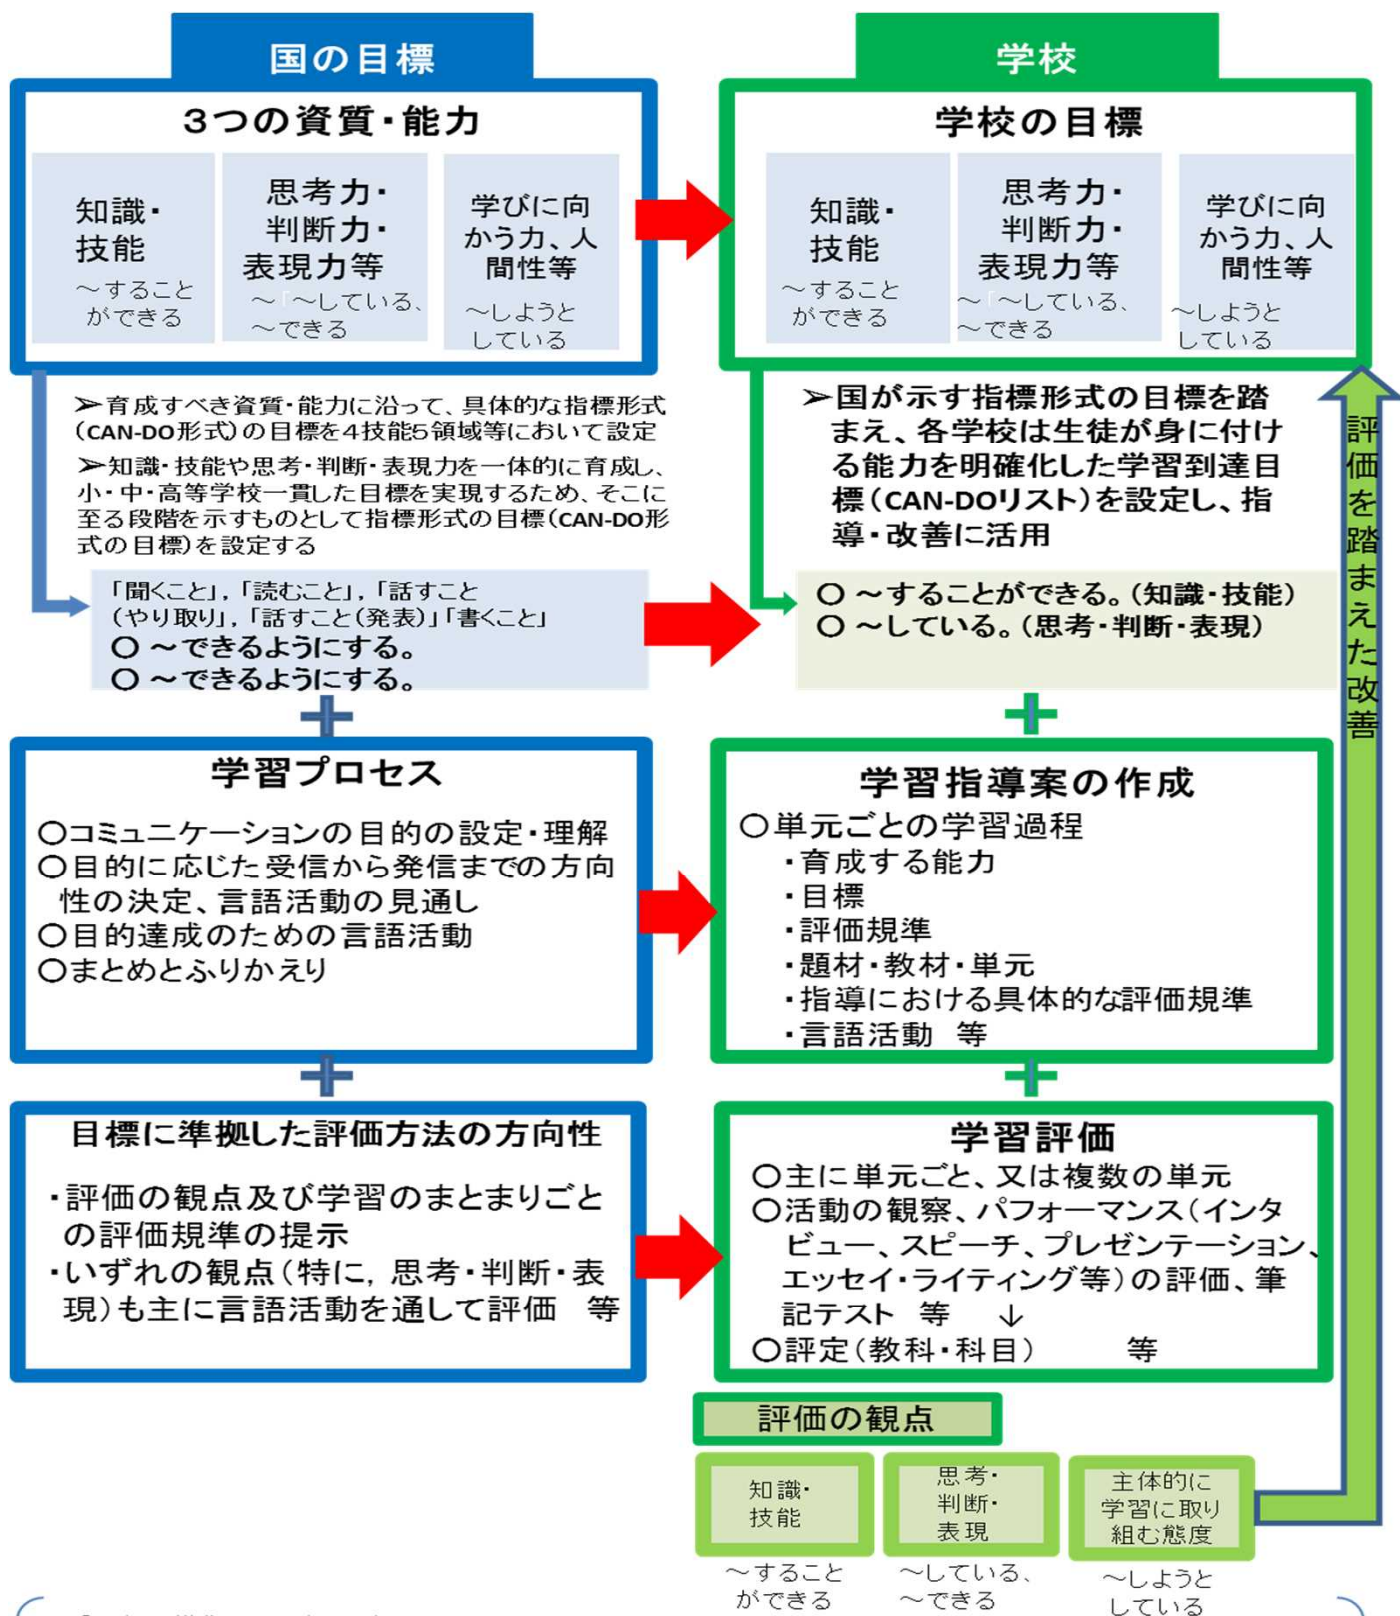 国の目標
3つの資質・能力
知識・
技能
～すること
ができる
思考力・
判断力・
表現力等
～「～している、
～できる
学びに向
かう力、人
間性等
～しようと
している
➢育成すべき資質・能力に沿って、具体的な指標形式
(CAN-DO形式)の目標を4技能5領域等において設定
➢知識・技能や思考・判断・表現力を一体的に育成し、
小・中・高等学校一貫した目標を実現するため、そこに
至る段階を示すものとして指標形式の目標(CAN-DO形
式の目標)を設定する
「聞くこと」,「読むこと」,「話すこと
(やり取り」,「話すこと(発表)」「書くこと」
○ ～できるようにする。
○ ～できるようにする。
+
学習プロセス
○コミュニケーションの目的の設定・理解
○目的に応じた受信から発信までの方向
性の決定、言語活動の見通し
○目的達成のための言語活動
○まとめとふりかえり
+
目標に準拠した評価方法の方向性
・評価の観点及び学習のまとまりごと
の評価規準の提示
・いずれの観点(特に,思考・判断・表
現)も主に言語活動を通して評価 等
学校
学校の目標
知識・
技能
～すること
ができる
思考力・
判断力・
表現力等
～「～している、
～できる
学びに向
かう力、人
間性等
～しようと
している
➢国が示す指標形式の目標を踏
まえ、各学校は生徒が身に付け
る能力を明確化した学習到達目
標(CAN-DOリスト)を設定し、指
導・改善に活用
○ ～することができる。(知識・技能)
○ ～している。(思考・判断・表現)
+
学習指導案の作成
○単元ごとの学習過程
・育成する能力
・目標
・評価規準
・題材・教材・単元
・指導における具体的な評価規準
・言語活動 等
+
学習評価
○主に単元ごと、又は複数の単元
○活動の観察、パフォーマンス(インタ
ビュー、スピーチ、プレゼンテーション、
エッセイ・ライティング等)の評価、筆
記テスト 等 ↓
○評定(教科・科目) 等
評価の観点
知識・
技能
～すること
ができる
思考・
判断・
表現
～している、
～できる
主体的に
学習に取り
組む態度
～しようと
している
評価を踏まえた改善